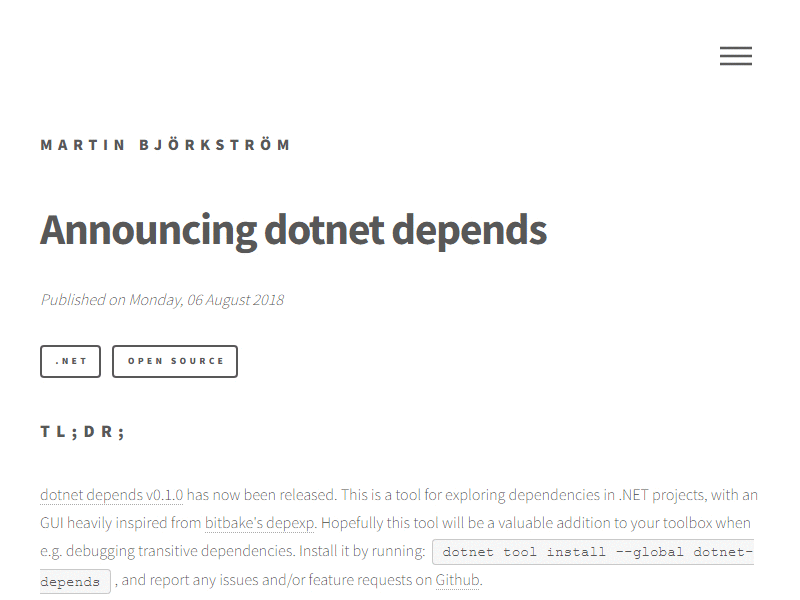 MARTIN BJÖRKSTRÖM
Announcing dotnet depends
Published on Monday, 06 August 2018
.NET OPEN SOURCE
TL;DR;
dotnet depends v0.1.0 has now been released. This is a tool for exploring dependencies in .NET projects, with an
GUI heavily inspired from bitbake's depexp. Hopefully this tool will be a valuable addition to your toolbox when
e.g. debugging transitive dependencies. Install it by running: dotnet tool install --global dotnet-
depends , and report any issues and/or feature requests on Github.